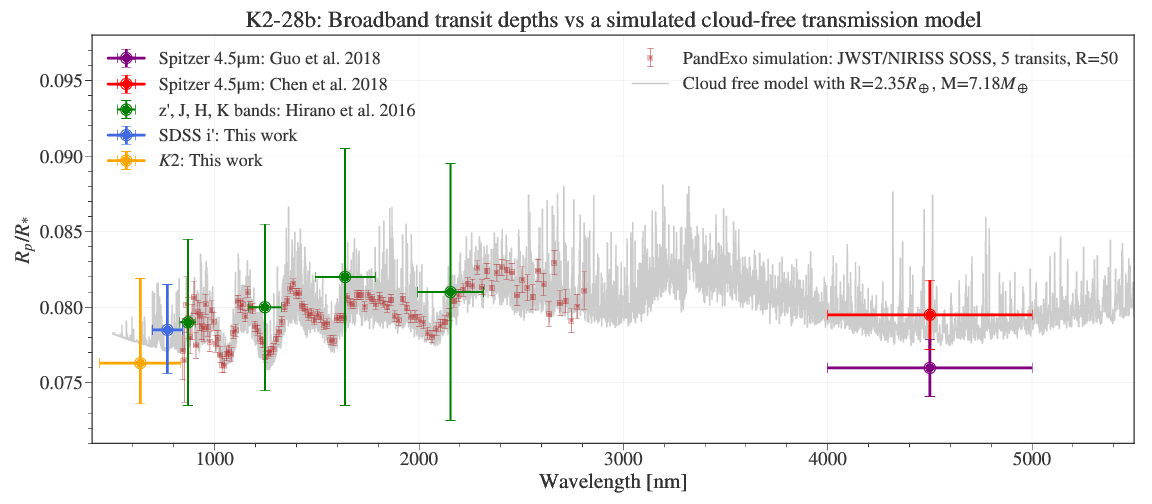 K2-28b: Broadband transit depths vs a simulated cloud-free transmission model
Spitzer 4.5μm: Guo et al. 2018
Spitzer 4.5μm: Chen et al. 2018
z', J, H, K bands: Hirano et al. 2016
SDSS i': This work
K2: This work
PandExo simulation: JWST/NIRISS SOSS, 5 transits, R=50
Cloud free model with R=2.35R⊕, M=7.18M⊕
0.095
0.090
0.085
0.080
0.075
Rp/R*
1000 2000 3000 4000 5000
Wavelength [nm]